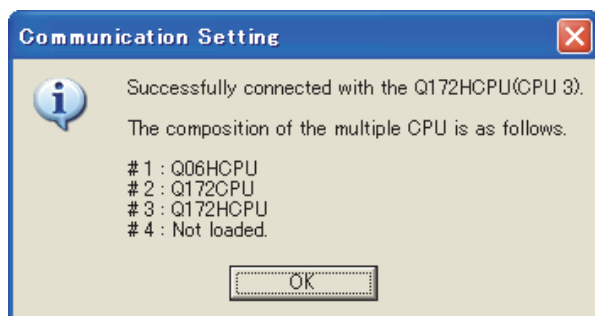 Communication Setting
Successfully connected with the Q172HCPU(CPU 3).
The composition of the multiple CPU is as follows.
# 1 : Q06HCPU
# 2 : Q172CPU
# 3 : Q172HCPU
# 4 : Not loaded.
OK